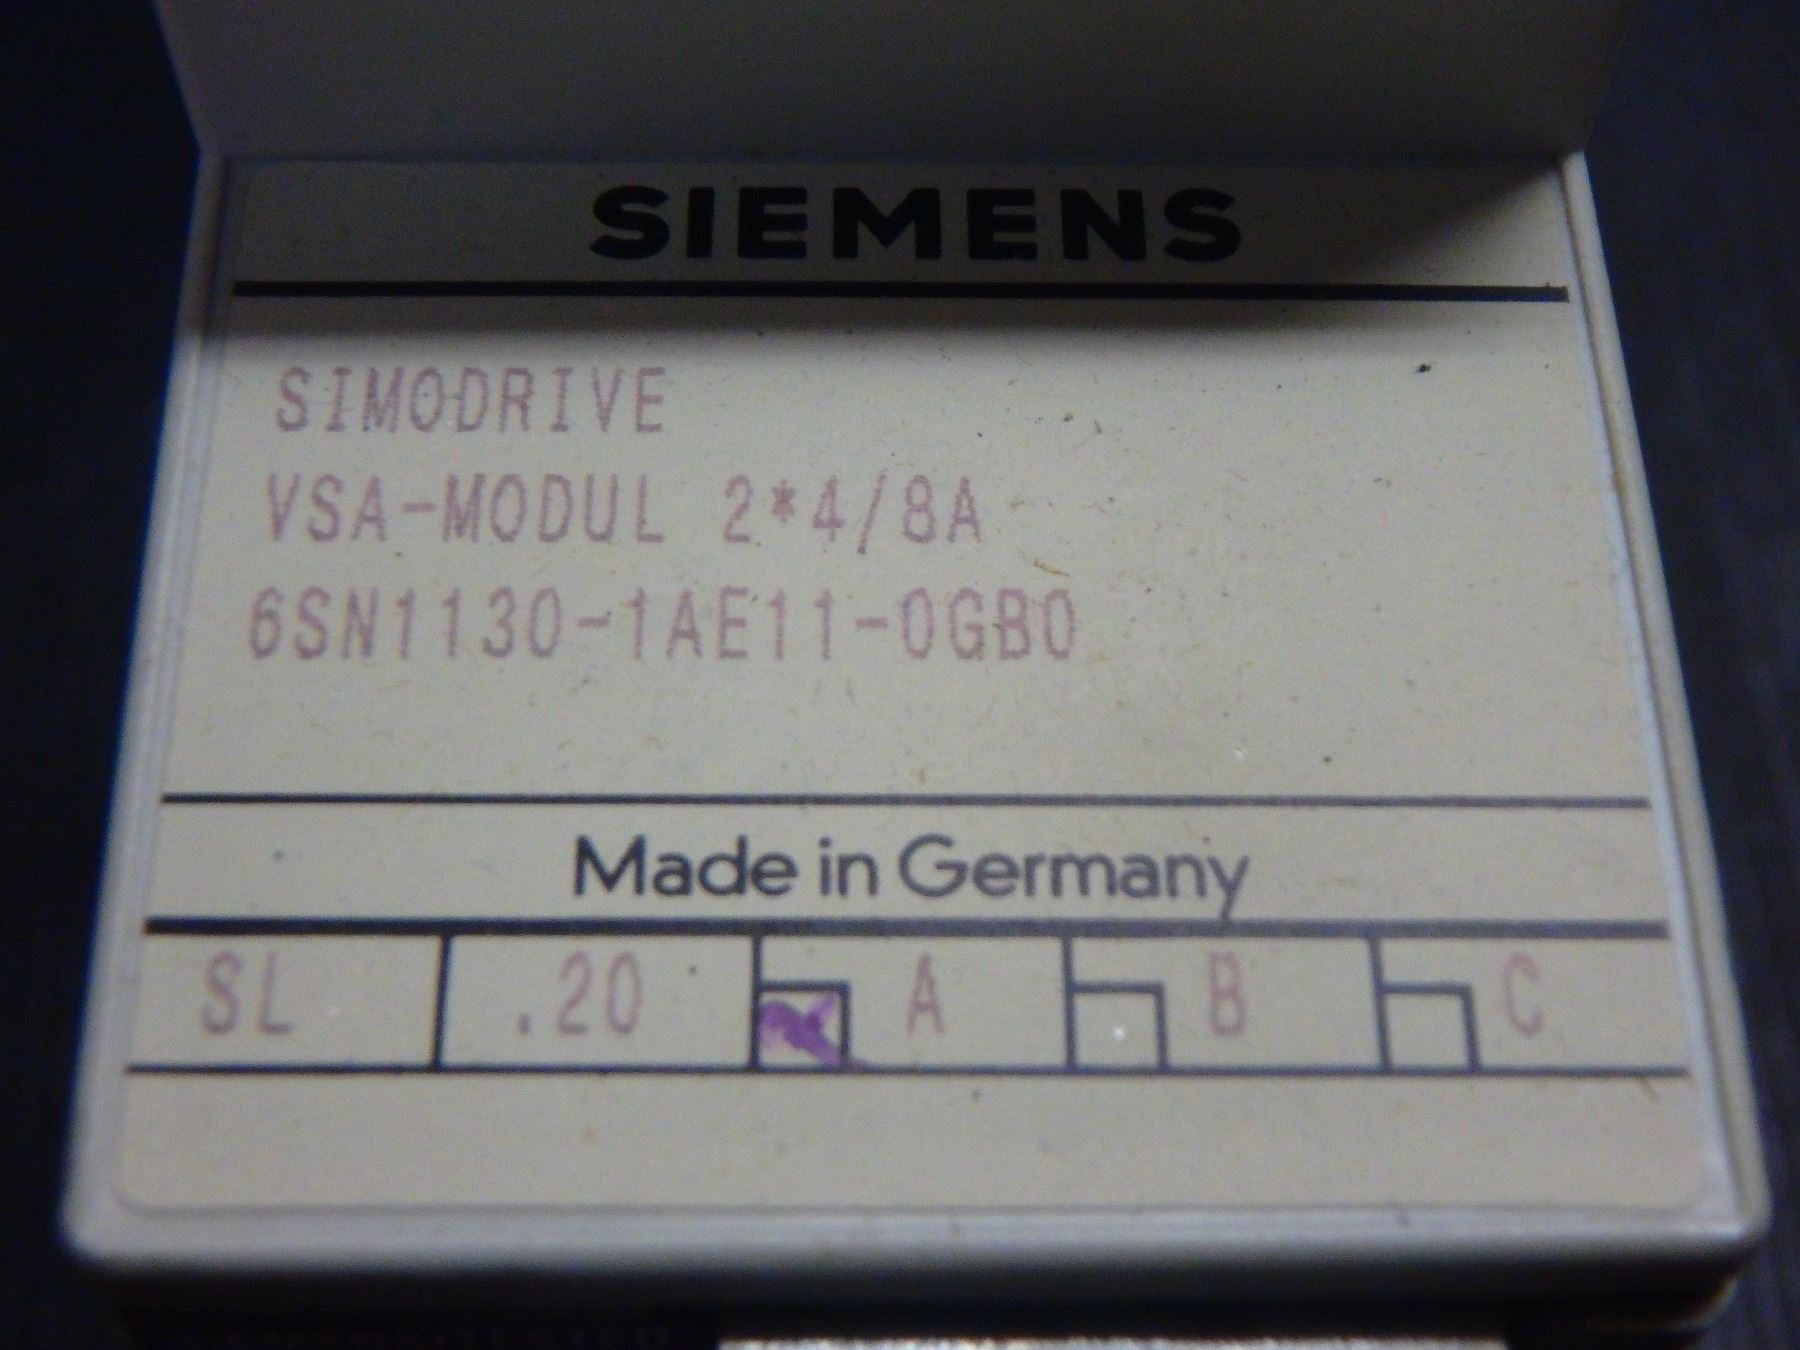 SIEMENS
SIMODRIVE
VSA-MODUL 2*4/8A
6SN1130-1AE11-0GB0
Made in Germany
SL .20 A B C